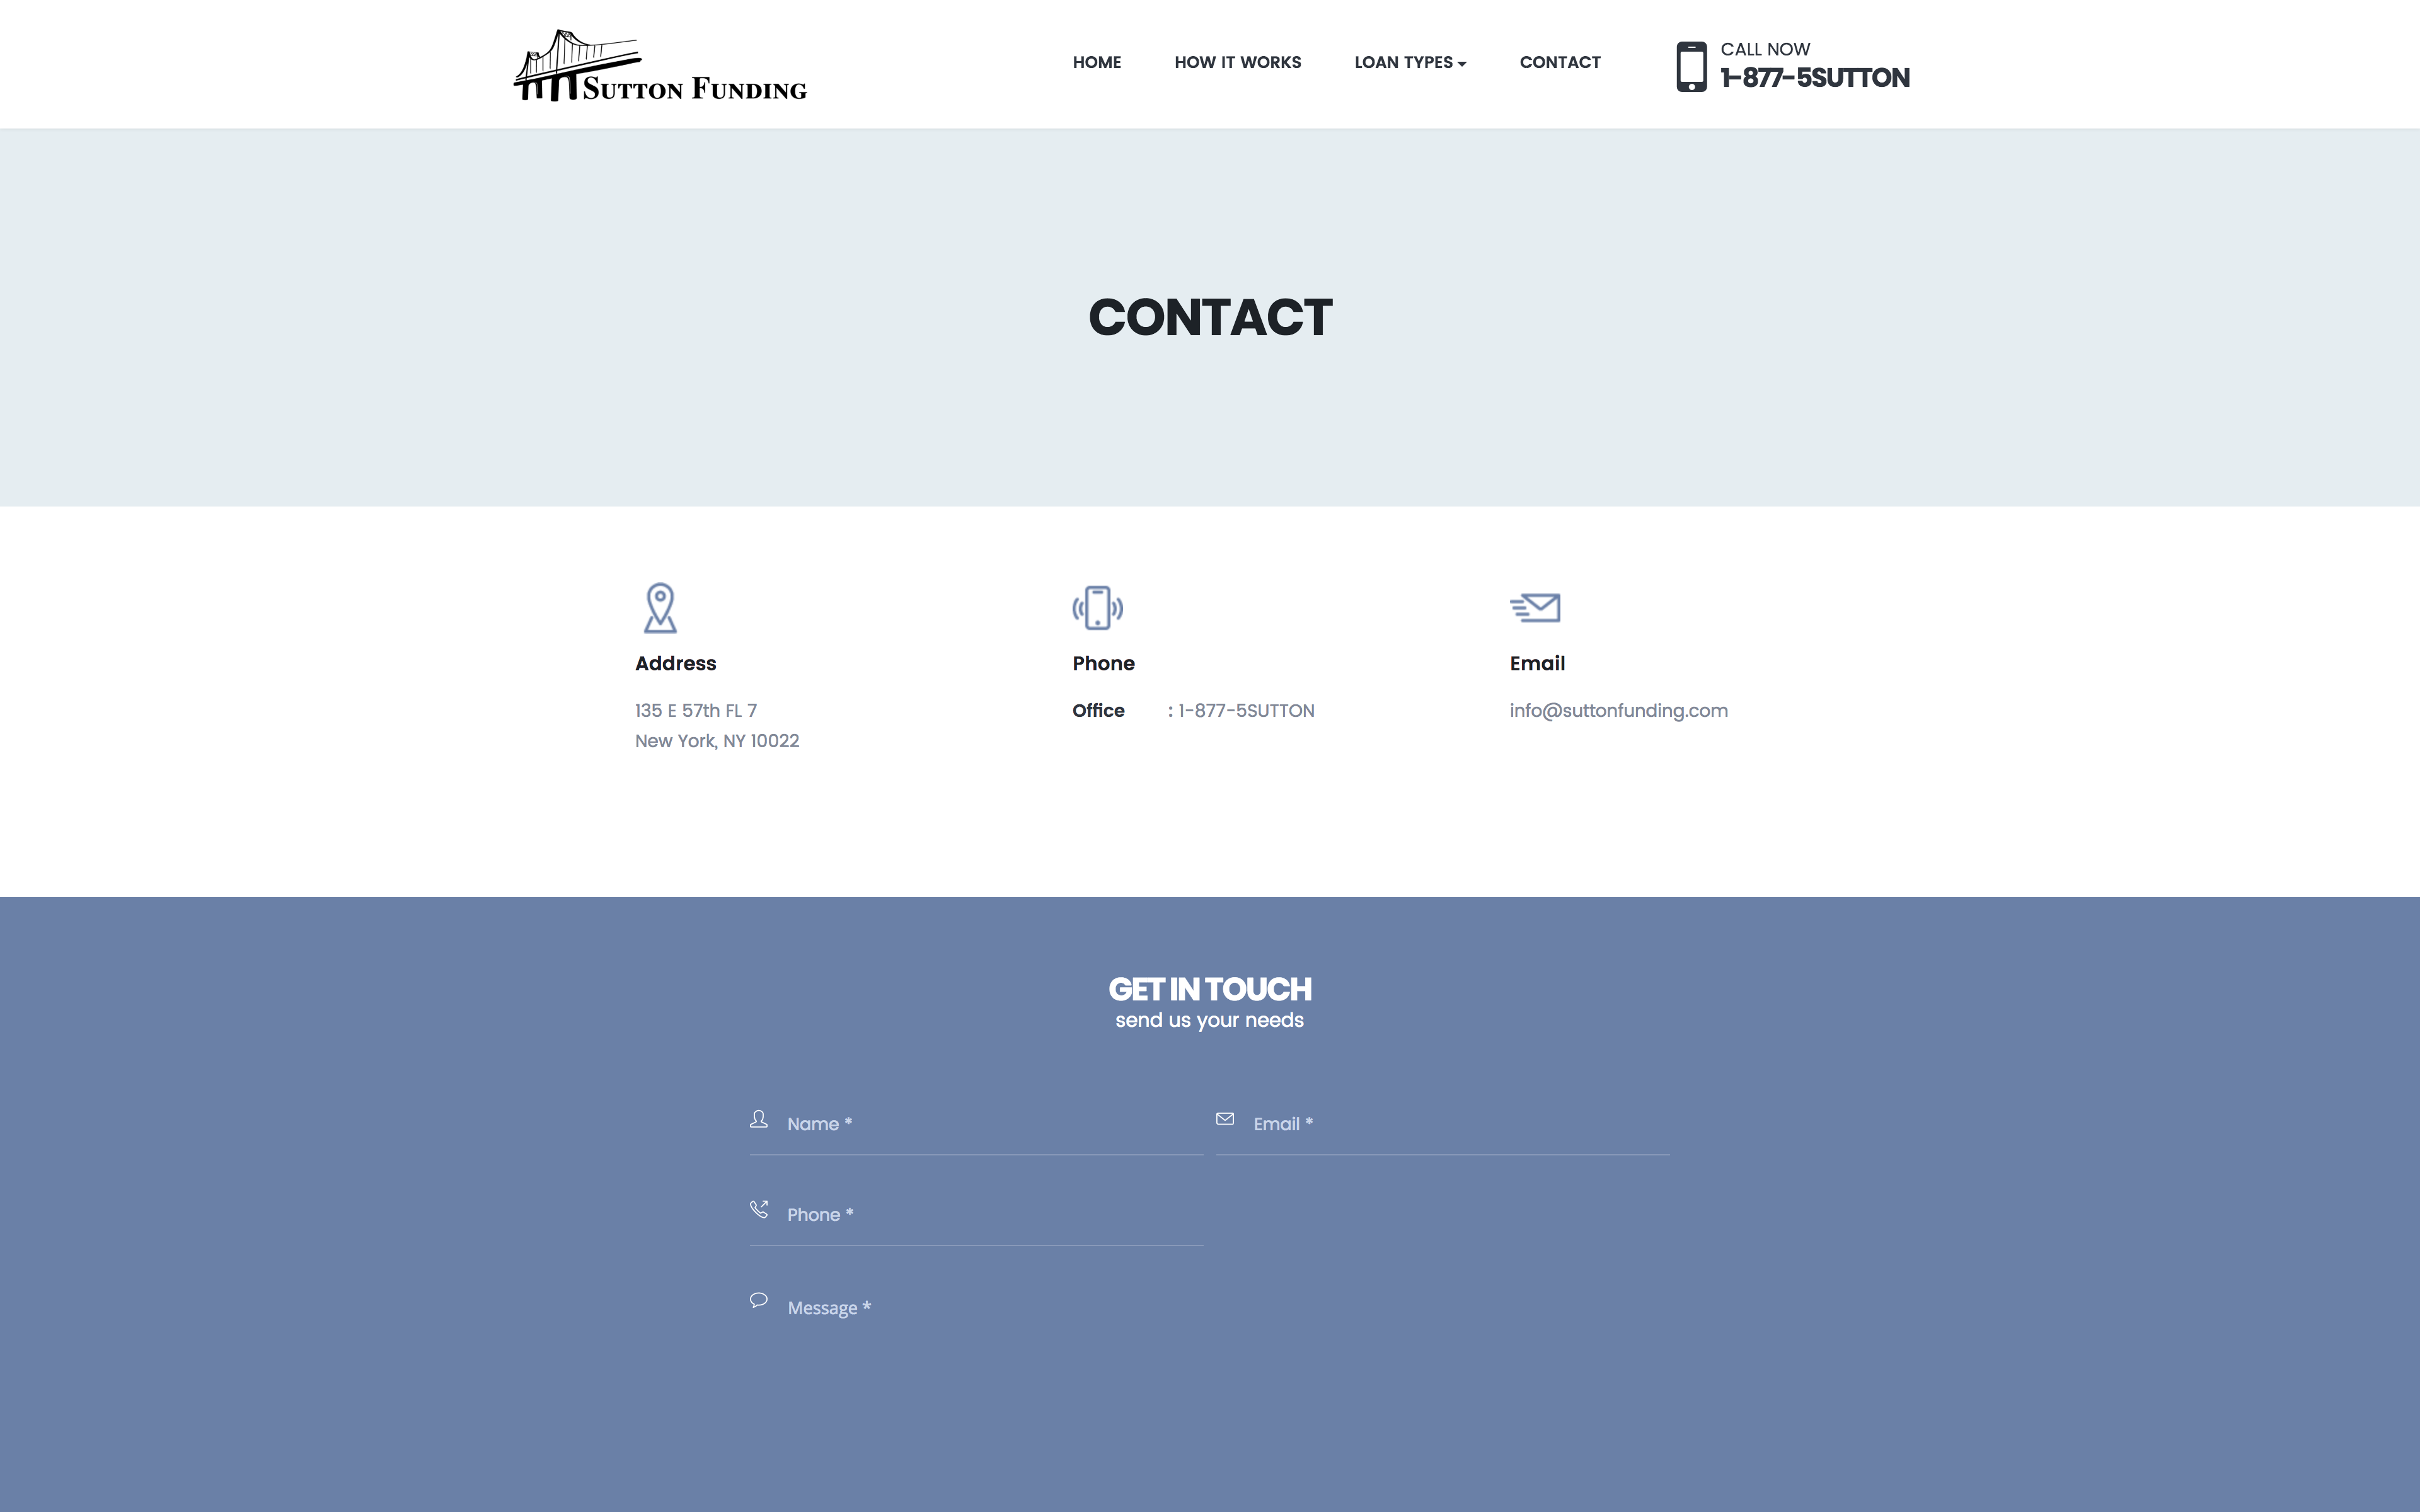 SUTTON FUNDING
HOME HOW IT WORKS LOAN TYPES CONTACT
CALL NOW
1-877-5SUTTON
CONTACT
Address
135 E 57th FL 7
New York, NY 10022
Phone
Office : 1-877-5SUTTON
Email
info@suttonfunding.com
GET IN TOUCH
send us your needs
Name *
Email *
Phone *
Message *